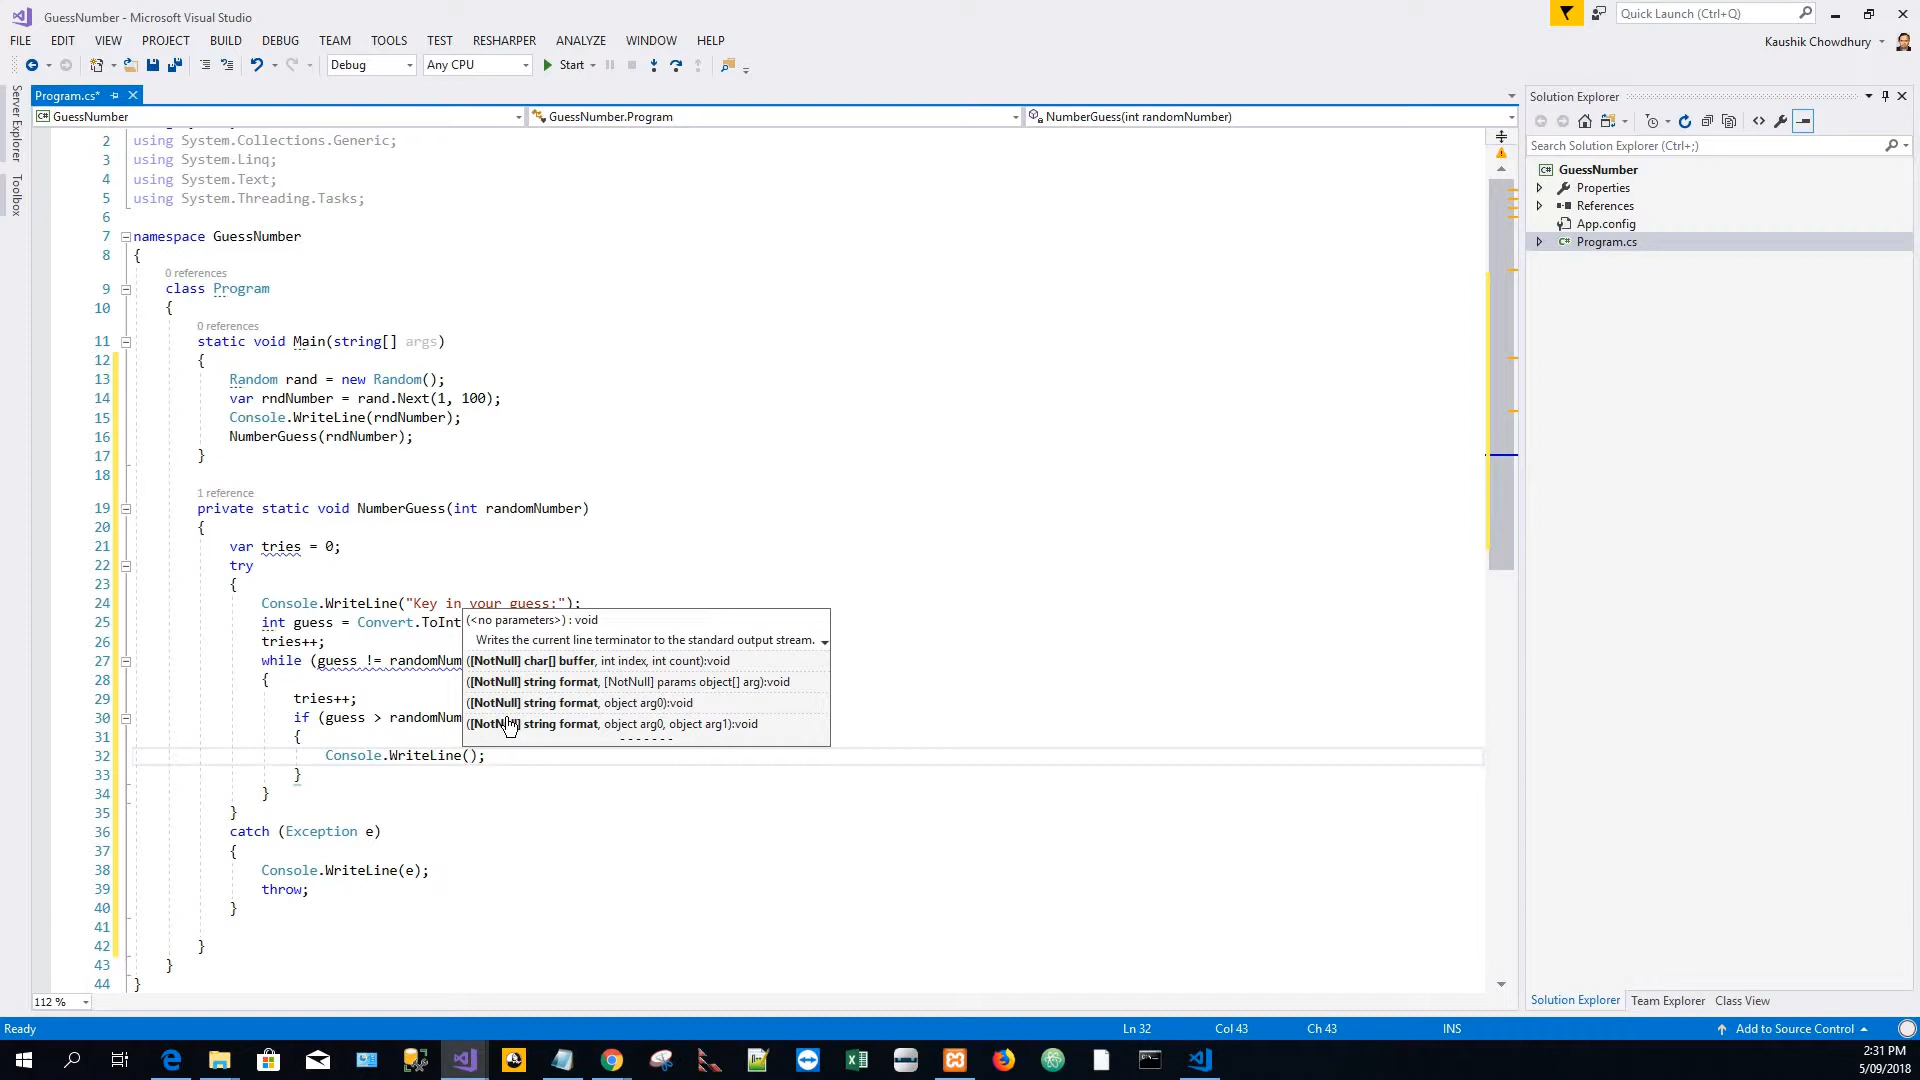 GuessNumber - Microsoft Visual Studio
Quick Launch (Ctrl+Q)
FILE EDIT VIEW PROJECT BUILD DEBUG TEAM TOOLS TEST RESHARPER ANALYZE WINDOW HELP
Kaushik Chowdhury
Debug Any CPU Start
Server Explorer
Toolbox
Program.cs*
GuessNumber GuessNumber.Program NumberGuess(int randomNumber)
2 using System.Collections.Generic;
3 using System.Linq;
4 using System.Text;
5 using System.Threading.Tasks;
6
7 namespace GuessNumber
8 {
0 references
9 class Program
10 {
0 references
11 static void Main(string[] args)
12 {
13 Random rand = new Random();
14 var rndNumber = rand.Next(1, 100);
15 Console.WriteLine(rndNumber);
16 NumberGuess(rndNumber);
17 }
18
1 reference
19 private static void NumberGuess(int randomNumber)
20 {
21 var tries = 0;
22 try
23 {
24 Console.WriteLine("Key in your guess:");
25 int guess = Convert.ToInt
26 tries++;
27 while (guess != randomNum
28 {
29 tries++;
30 if (guess > randomNum
31 {
32 Console.WriteLine();
33 }
34 }
35 }
36 catch (Exception e)
37 {
38 Console.WriteLine(e);
39 throw;
40 }
41
42 }
43 }
44 }
(<no parameters>) : void
Writes the current line terminator to the standard output stream.
([NotNull] char[] buffer, int index, int count):void
([NotNull] string format, [NotNull] params object[] arg):void
([NotNull] string format, object arg0):void
([NotNull] string format, object arg0, object arg1):void
112 %
Solution Explorer
Search Solution Explorer (Ctrl+;)
GuessNumber
Properties
References
App.config
Program.cs
Solution Explorer Team Explorer Class View
Ready Ln 32 Col 43 Ch 43 INS Add to Source Control
2:31 PM
5/09/2018